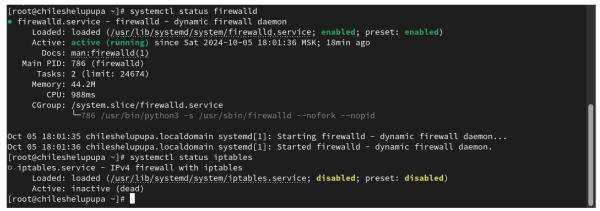 [root@chileshelupupa ~]# systemctl status firewalld
● firewalld.service - firewalld - dynamic firewall daemon
     Loaded: loaded (/usr/lib/systemd/system/firewalld.service; enabled; preset: enabled)
     Active: active (running) since Sat 2024-10-05 18:01:36 MSK; 18min ago
       Docs: man:firewalld(1)
   Main PID: 786 (firewalld)
      Tasks: 2 (limit: 24674)
     Memory: 44.2M
        CPU: 988ms
     CGroup: /system.slice/firewalld.service
             └─786 /usr/bin/python3 -s /usr/sbin/firewalld --nofork --nopid

Oct 05 18:01:35 chileshelupupa.localdomain systemd[1]: Starting firewalld - dynamic firewall daemon...
Oct 05 18:01:36 chileshelupupa.localdomain systemd[1]: Started firewalld - dynamic firewall daemon.
[root@chileshelupupa ~]# systemctl status iptables
○ iptables.service - IPv4 firewall with iptables
     Loaded: loaded (/usr/lib/systemd/system/iptables.service; disabled; preset: disabled)
     Active: inactive (dead)
[root@chileshelupupa ~]#